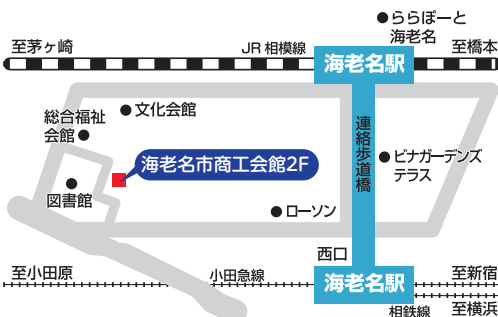 ららぽーと
海老名
至茅ヶ崎
JR相模線
海老名駅
至橋本
総合福祉
会館
文化会館
連絡歩道橋
海老名市商工会館2F
ビナガーデンズ
テラス
図書館
ローソン
西口
至小田原
小田急線
海老名駅
至新宿
相鉄線
至横浜